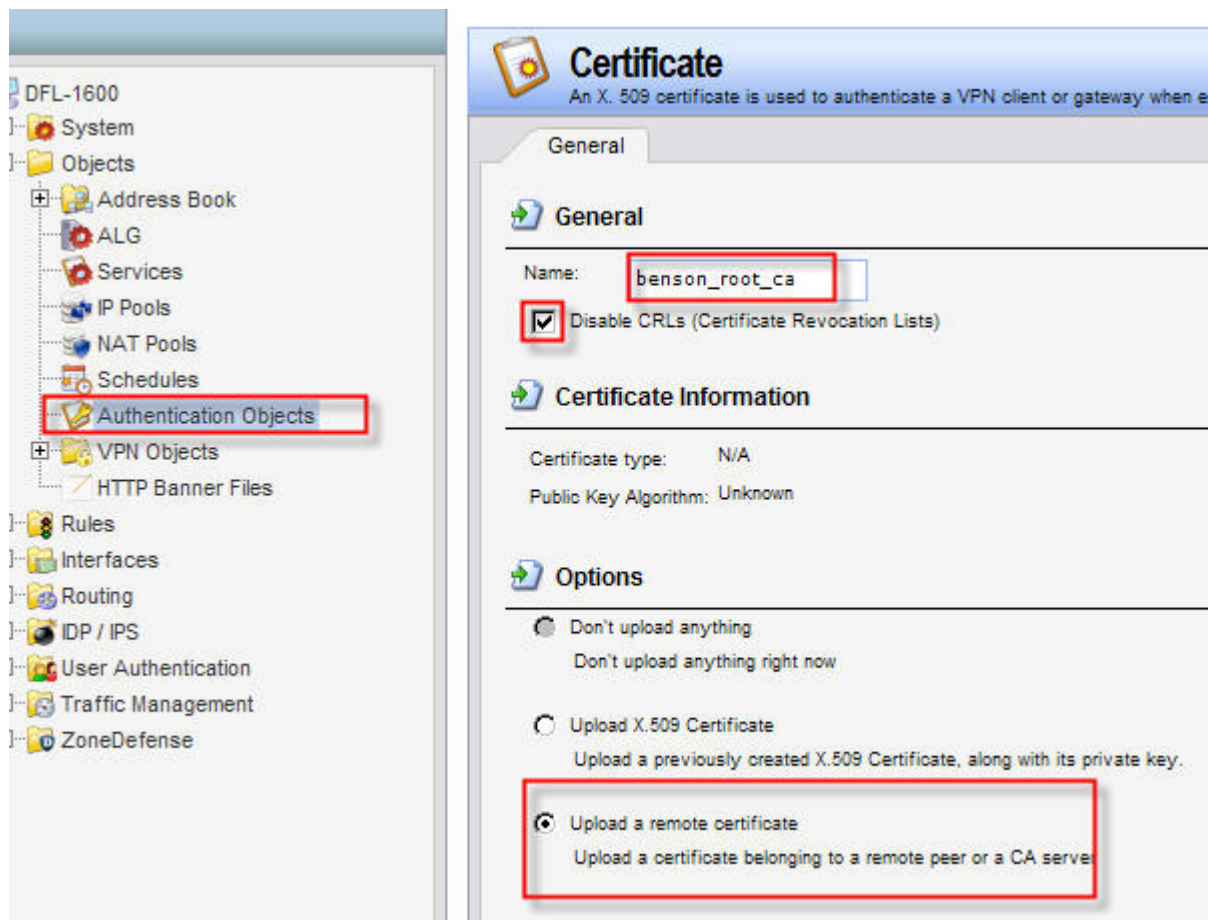 DFL-1600
System
Objects
Address Book
ALG
Services
IP Pools
NAT Pools
Schedules
Authentication Objects
VPN Objects
HTTP Banner Files
Rules
Interfaces
Routing
IDP / IPS
User Authentication
Traffic Management
ZoneDefense
Certificate
An X. 509 certificate is used to authenticate a VPN client or gateway when e
General
General
Name: benson_root_ca
Disable CRLs (Certificate Revocation Lists)
Certificate Information
Certificate type: N/A
Public Key Algorithm: Unknown
Options
Don't upload anything
Don't upload anything right now
Upload X.509 Certificate
Upload a previously created X.509 Certificate, along with its private key.
Upload a remote certificate
Upload a certificate belonging to a remote peer or a CA server